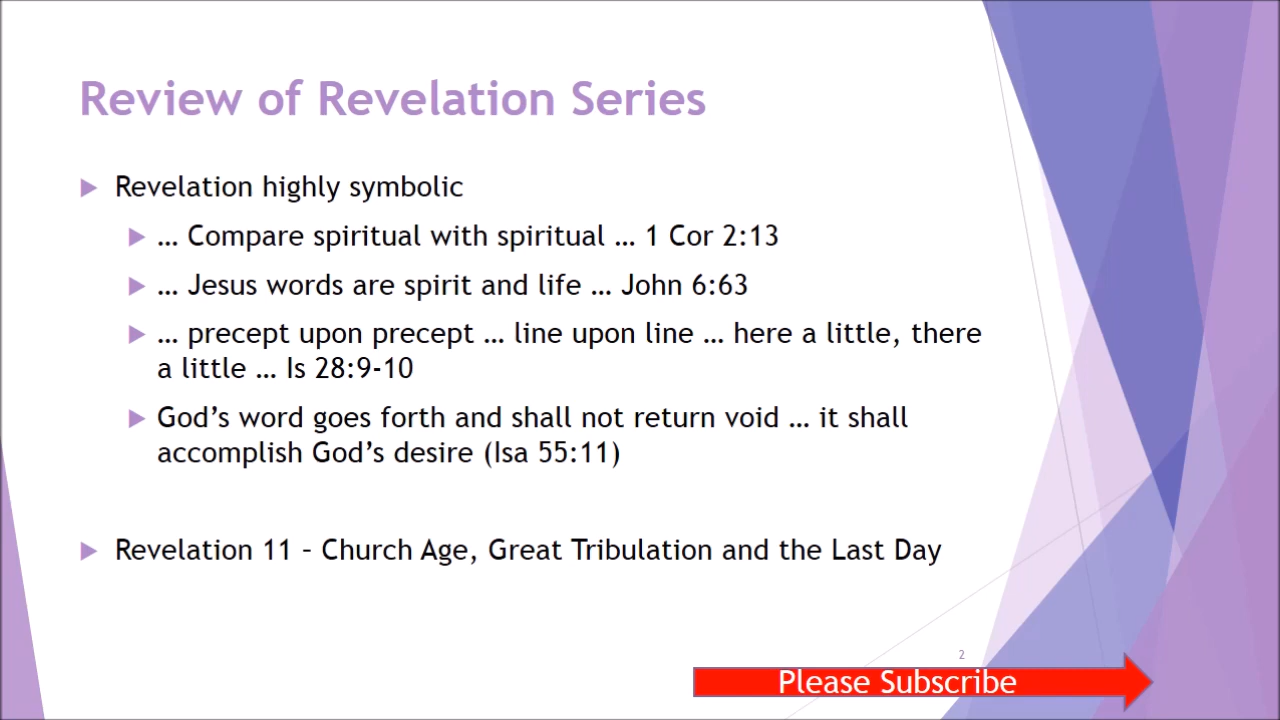 Review of Revelation Series
Revelation highly symbolic
… Compare spiritual with spiritual … 1 Cor 2:13
… Jesus words are spirit and life … John 6:63
… precept upon precept … line upon line … here a little, there
a little … Is 28:9-10
God’s word goes forth and shall not return void … it shall
accomplish God’s desire (Isa 55:11)
Revelation 11 – Church Age, Great Tribulation and the Last Day
2
Please Subscribe